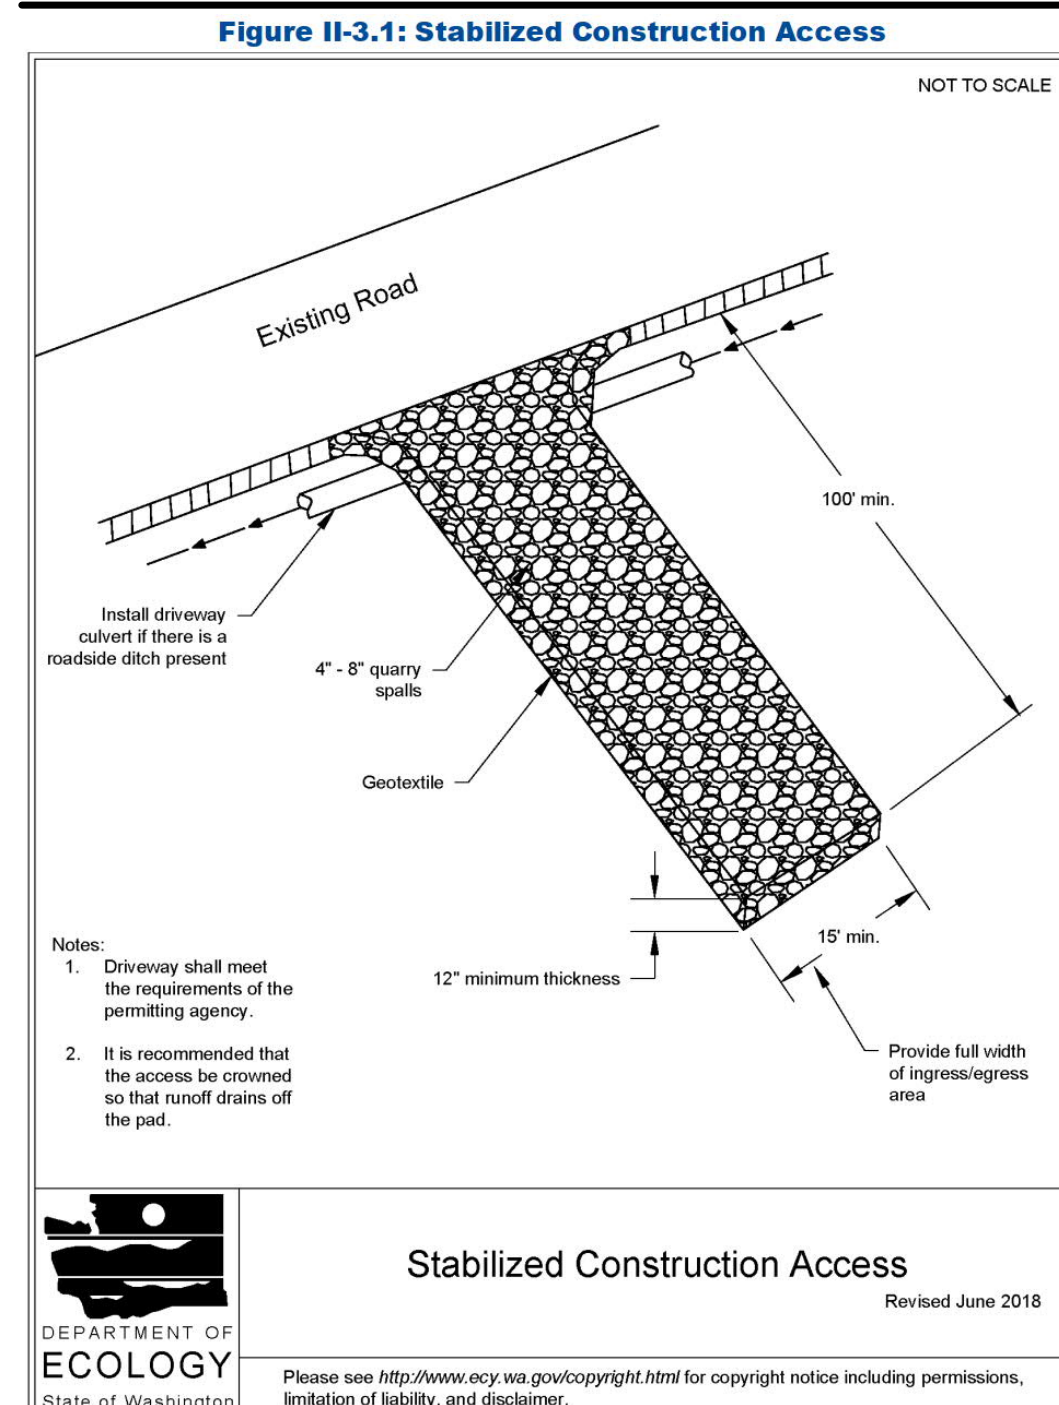 Figure II-3.1: Stabilized Construction Access
NOT TO SCALE
Existing Road
100' min.
Install driveway
culvert if there is a
roadside ditch present
4" - 8" quarry
spalls
Geotextile
15' min.
12" minimum thickness
Provide full width
of ingress/egress
area
Notes:
1. Driveway shall meet
the requirements of the
permitting agency.
2. It is recommended that
the access be crowned
so that runoff drains off
the pad.
DEPARTMENT OF
ECOLOGY
State of Washington
Stabilized Construction Access
Revised June 2018
Please see http://www.ecy.wa.gov/copyright.html for copyright notice including permissions,
limitation of liability, and disclaimer.